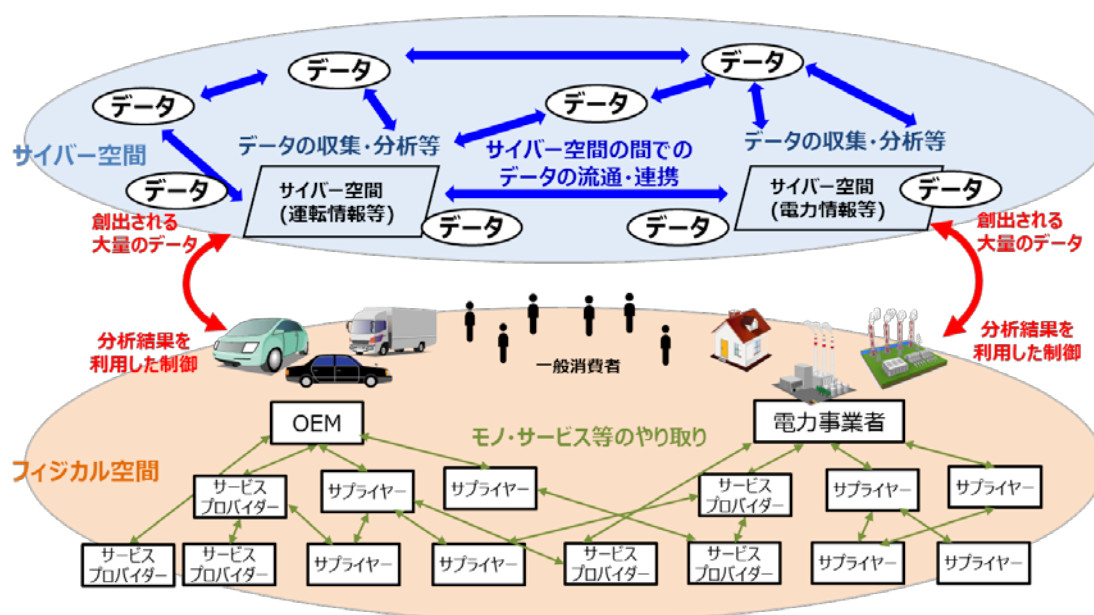 データ
データ
データ
データ
データの収集・分析等
サイバー空間の間での
データの流通・連携
データの収集・分析等
サイバー空間
データ
サイバー空間
(運転情報等)
データ
データ
サイバー空間
(電力情報等)
データ
創出される
大量のデータ
創出される
大量のデータ
分析結果を
利用した制御
一般消費者
分析結果を
利用した制御
OEM
モノ・サービス等のやり取り
電力事業者
フィジカル空間
サービス
プロバイダー
サプライヤー
サプライヤー
サービス
プロバイダー
サプライヤー
サプライヤー
サービス
プロバイダー
サービス
プロバイダー
サプライヤー
サプライヤー
サービス
プロバイダー
サービス
プロバイダー
サプライヤー
サプライヤー